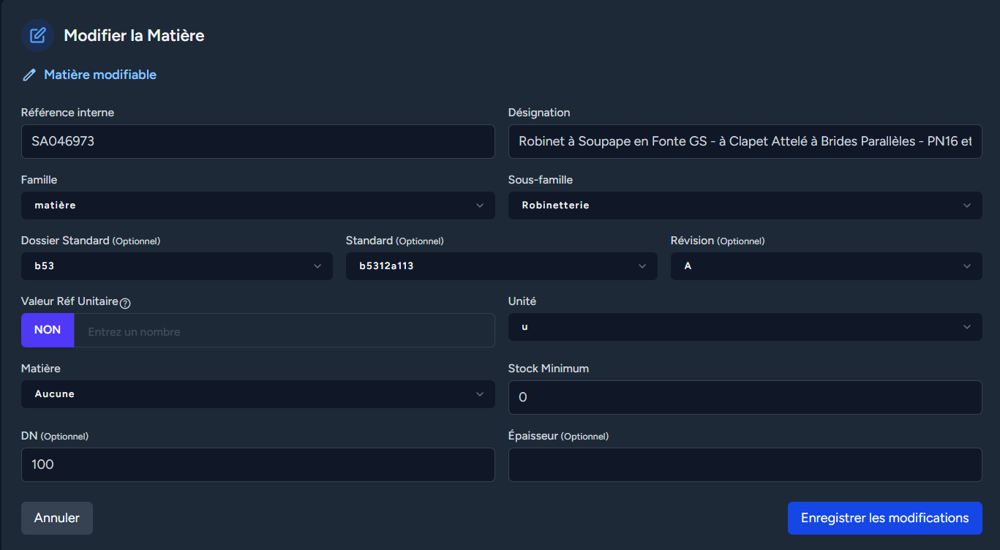 Modifier la Matière
Matière modifiable
Référence interne
Désignation
SA046973
Robinet à Soupape en Fonte GS - à Clapet Attelé à Brides Parallèles - PN16 et
Famille
Sous-famille
matière
Robinetterie
Dossier Standard (Optionnel)
Standard (Optionnel)
Révision (Optionnel)
b53
b5312a113
A
Valeur Réf Unitaire ?
Unité
NON
Entrez un nombre
u
Matière
Stock Minimum
Aucune
0
DN (Optionnel)
Épaisseur (Optionnel)
100
Annuler
Enregistrer les modifications